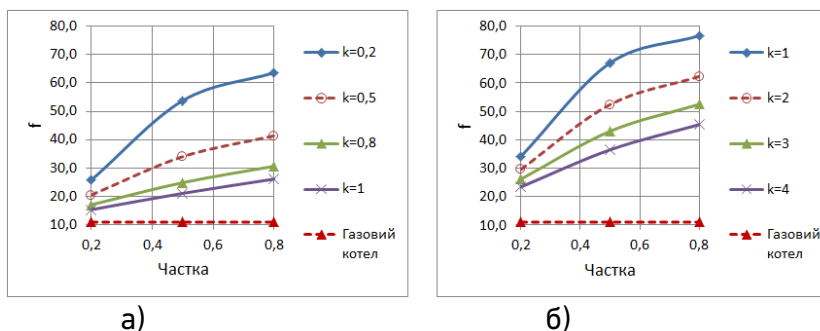 80,0
70,0
60,0
50,0
40,0
30,0
20,0
10,0
f
0,2 0,4 0,6 0,8
Частка
k=0,2
k=0,5
k=0,8
k=1
Газовий
котел
а)
80,0
70,0
60,0
50,0
40,0
30,0
20,0
10,0
f
0,2 0,4 0,6 0,8
Частка
k=1
k=2
k=3
k=4
Газовий
котел
б)